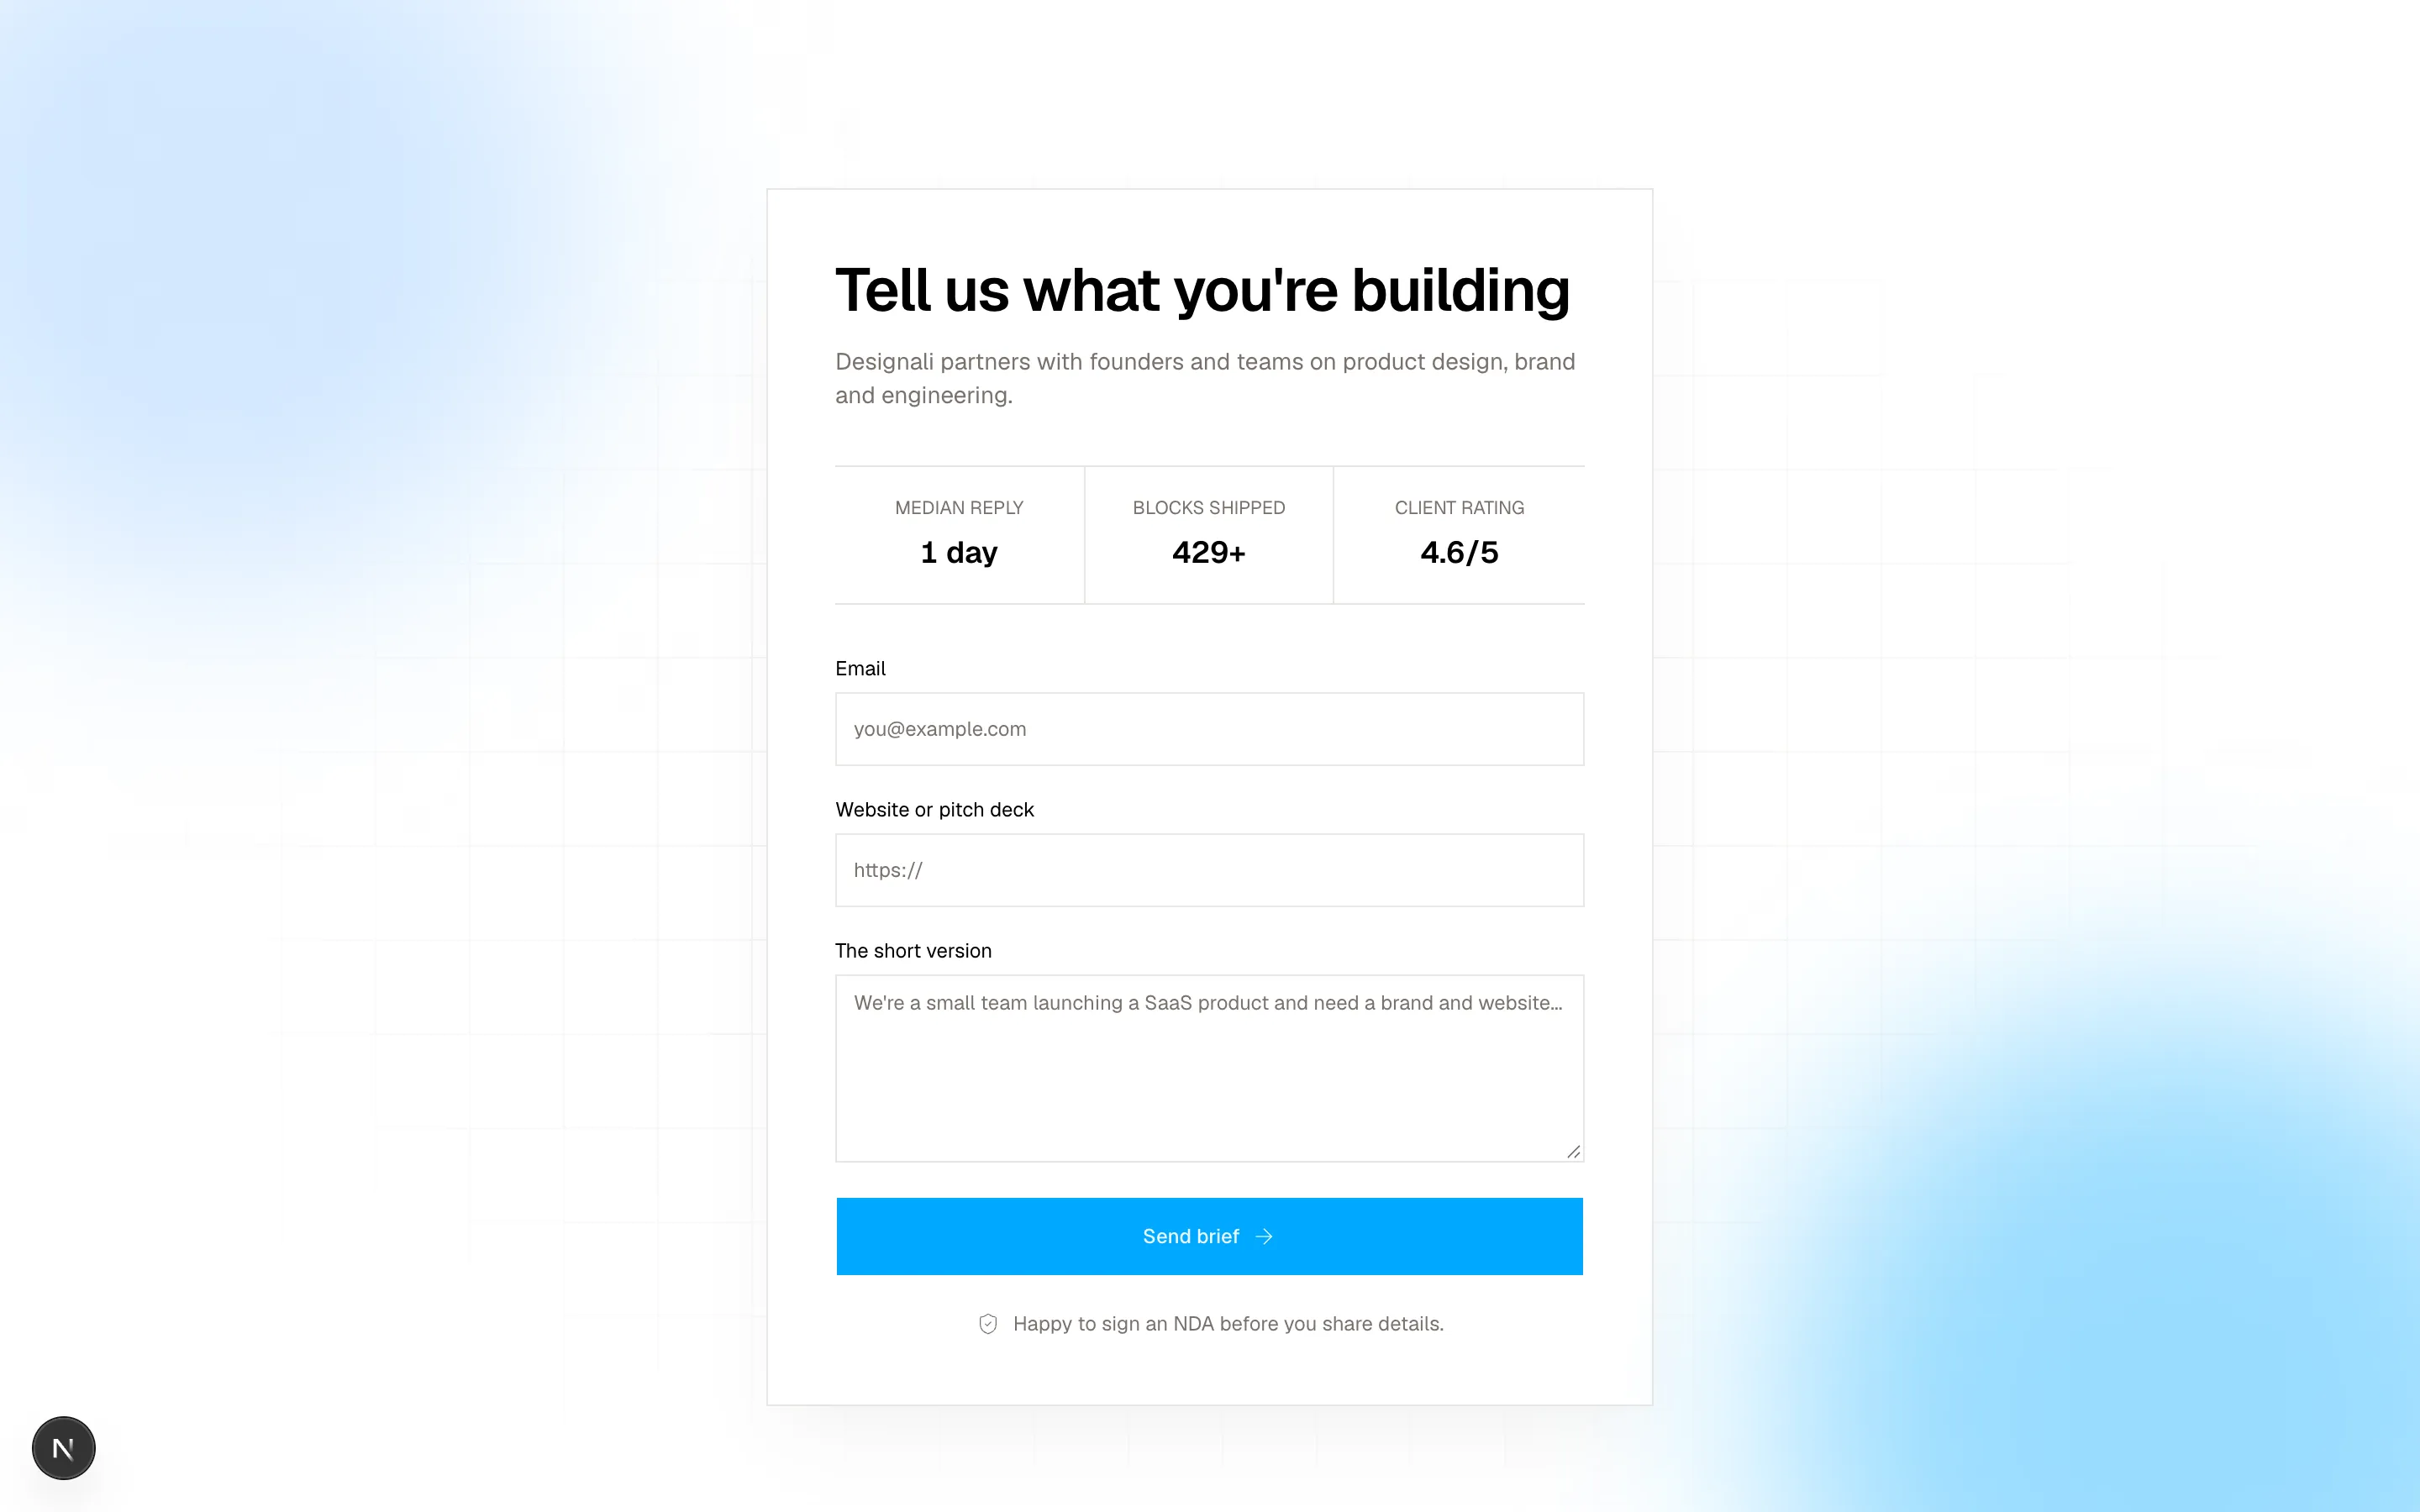 Tell us what you're building
Designali partners with founders and teams on product design, brand
and engineering.
MEDIAN REPLY
1 day
BLOCKS SHIPPED
429+
CLIENT RATING
4.6/5
Email
you@example.com
Website or pitch deck
https://
The short version
We're a small team launching a SaaS product and need a brand and website...
Send brief
Happy to sign an NDA before you share details.
N